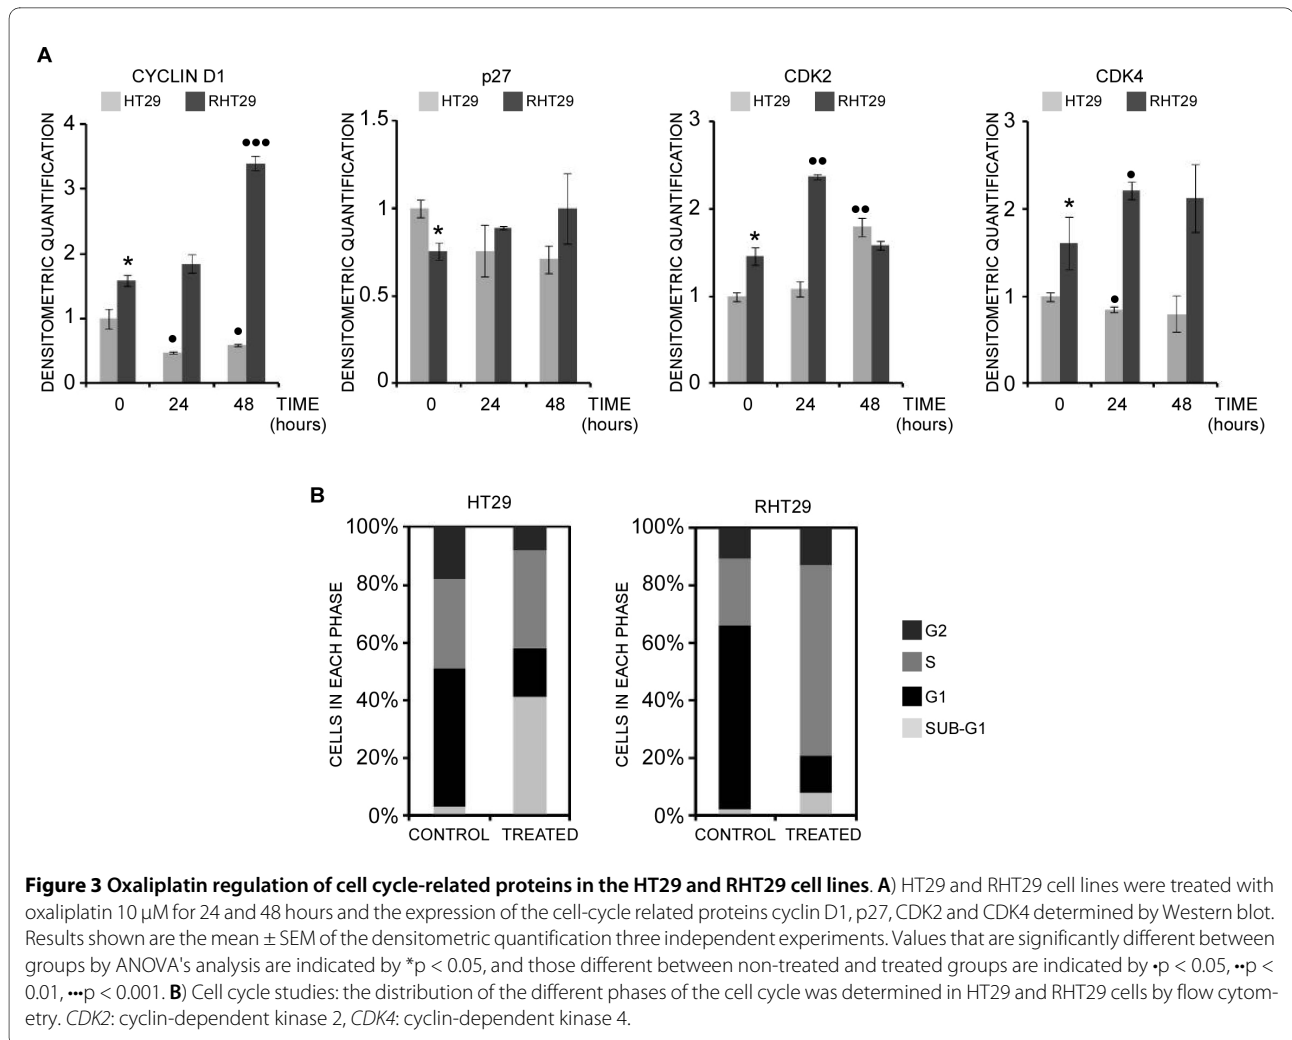 A
CYCLIN D1
HT29 RHT29
DENSITOMETRIC QUANTIFICATION
4
3
2
1
0
*
•
•
•••
0 24 48 TIME
(hours)
p27
HT29 RHT29
DENSITOMETRIC QUANTIFICATION
1.5
1
0.5
0
*
0 24 48 TIME
(hours)
CDK2
HT29 RHT29
DENSITOMETRIC QUANTIFICATION
3
2
1
0
*
••
••
0 24 48 TIME
(hours)
CDK4
HT29 RHT29
DENSITOMETRIC QUANTIFICATION
3
2
1
0
*
•
•
0 24 48 TIME
(hours)
B
HT29
CELLS IN EACH PHASE
100%
80%
60%
40%
20%
0%
CONTROL TREATED
RHT29
CELLS IN EACH PHASE
100%
80%
60%
40%
20%
0%
CONTROL TREATED
G2
S
G1
SUB-G1
Figure 3 Oxaliplatin regulation of cell cycle-related proteins in the HT29 and RHT29 cell lines. A) HT29 and RHT29 cell lines were treated with
oxaliplatin 10 μM for 24 and 48 hours and the expression of the cell-cycle related proteins cyclin D1, p27, CDK2 and CDK4 determined by Western blot.
Results shown are the mean ± SEM of the densitometric quantification three independent experiments. Values that are significantly different between
groups by ANOVA's analysis are indicated by *p < 0.05, and those different between non-treated and treated groups are indicated by •p < 0.05, ••p <
0.01, •••p < 0.001. B) Cell cycle studies: the distribution of the different phases of the cell cycle was determined in HT29 and RHT29 cells by flow cytom-
etry. CDK2: cyclin-dependent kinase 2, CDK4: cyclin-dependent kinase 4.